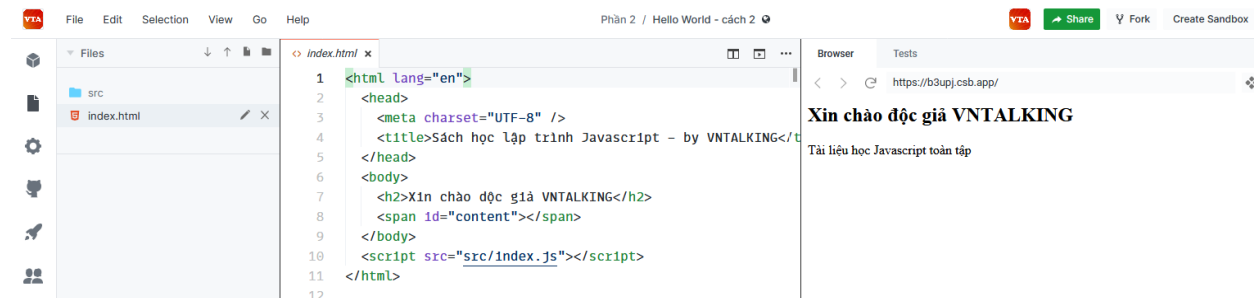 VTA File Edit Selection View Go Help Phần 2 / Hello World - cách 2 VTA Share Fork Create Sandbox
Files
src
index.html
index.html
1 <html lang="en">
2 <head>
3 <meta charset="UTF-8" />
4 <title>Sách học lập trình Javascript - by VNTALKING</t
5 </head>
6 <body>
7 <h2>Xin chào độc giả VNTALKING</h2>
8 <span id="content"></span>
9 </body>
10 <script src="src/index.js"></script>
11 </html>
12
Browser Tests
https://b3upj.csb.app/
Xin chào độc giả VNTALKING
Tài liệu học Javascript toàn tập